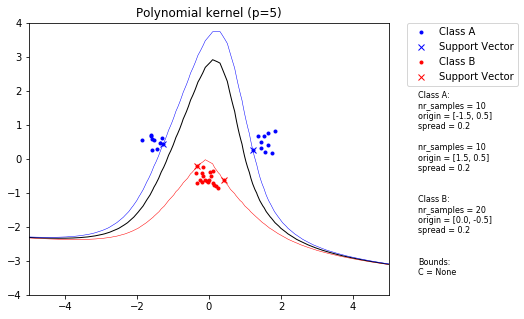 Polynomial kernel (p=5)
4
3
2
1
0
−1
−2
−3
−4
−4
−2
0
2
4
Class A
Support Vector
Class B
Support Vector
Class A:
nr_samples = 10
origin = [-1.5, 0.5]
spread = 0.2
nr_samples = 10
origin = [1.5, 0.5]
spread = 0.2
Class B:
nr_samples = 20
origin = [0.0, -0.5]
spread = 0.2
Bounds:
C = None